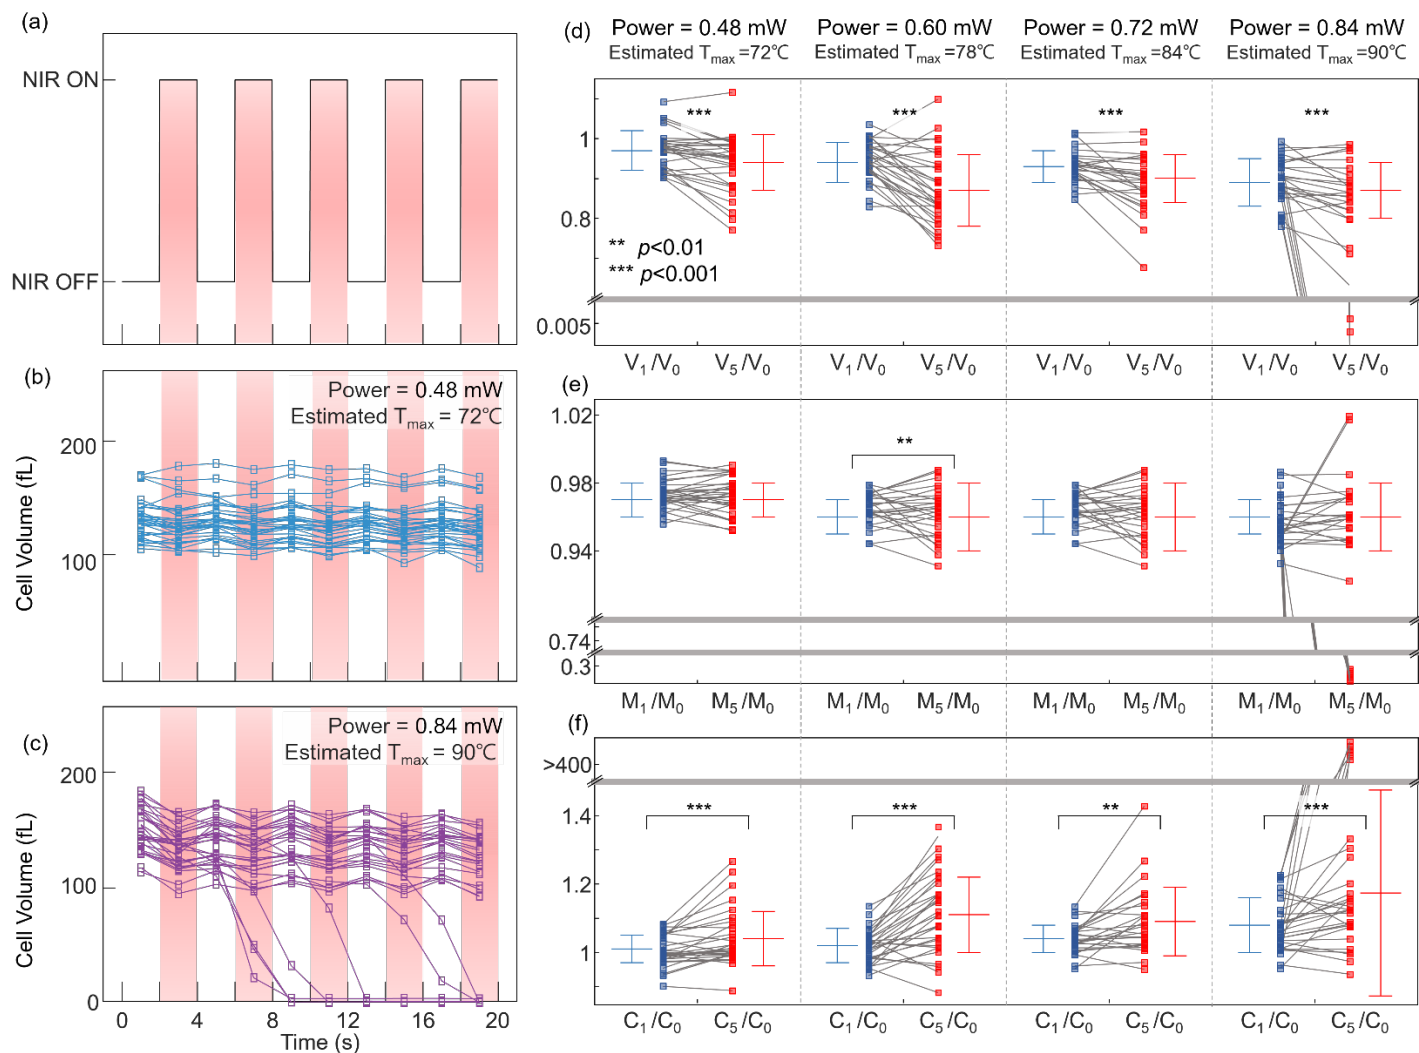 (a)
NIR ON
NIR OFF
(b)
Power = 0.48 mW
Estimated Tmax = 72℃
200
100
Cell Volume (fL)
(c)
Power = 0.84 mW
Estimated Tmax = 90℃
200
100
0
Cell Volume (fL)
0 4 8 12 16 20
Time (s)
(d)
Power = 0.48 mW Power = 0.60 mW Power = 0.72 mW Power = 0.84 mW
Estimated Tmax =72℃ Estimated Tmax =78℃ Estimated Tmax =84℃ Estimated Tmax =90℃
*** *** *** ***
1
0.8
** p<0.01
*** p<0.001
0.005
V1/V0 V5/V0 V1/V0 V5/V0 V1/V0 V5/V0 V1/V0 V5/V0
(e)
1.02
**
0.98
0.94
0.74
0.3
M1/M0 M5/M0 M1/M0 M5/M0 M1/M0 M5/M0 M1/M0 M5/M0
(f)
>400
1.4
*** *** ** ***
1.2
1
C1/C0 C5/C0 C1/C0 C5/C0 C1/C0 C5/C0 C1/C0 C5/C0